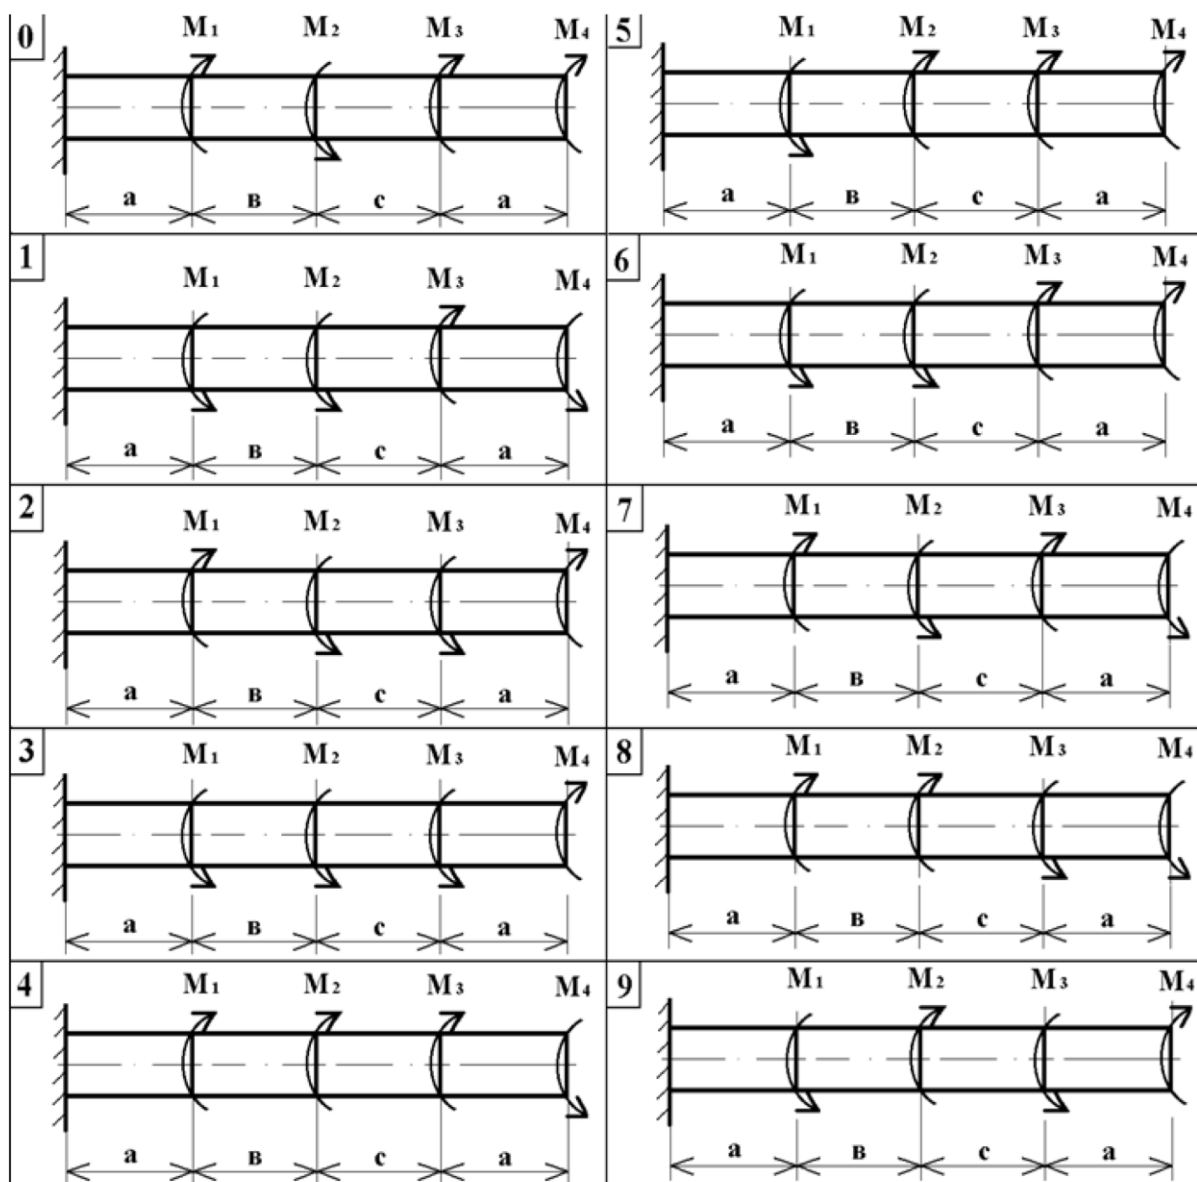 0 M₁ M₂ M₃ M₄
а в с а
5 M₁ M₂ M₃ M₄
а в с а
1 M₁ M₂ M₃ M₄
а в с а
6 M₁ M₂ M₃ M₄
а в с а
2 M₁ M₂ M₃ M₄
а в с а
7 M₁ M₂ M₃ M₄
а в с а
3 M₁ M₂ M₃ M₄
а в с а
8 M₁ M₂ M₃ M₄
а в с а
4 M₁ M₂ M₃ M₄
а в с а
9 M₁ M₂ M₃ M₄
а в с а